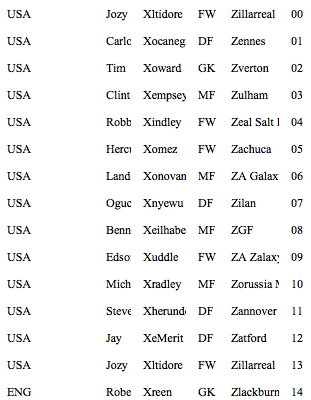 USA Jozy Xltidore FW Zillarreal 00
USA Carlo Xocaneg DF Zennes 01
USA Tim Xoward GK Zverton 02
USA Clint Xempsey MF Zulham 03
USA Robb Xindley FW Zeal Salt 04
USA Hercu Xomez FW Zachuca 05
USA Land Xonovan MF ZA Galax 06
USA Oguc Xnyewu DF Zilan 07
USA Benn Xeilhabe MF ZGF 08
USA Edso Xuddle FW ZA Zalaxy 09
USA Mich Xradley MF Zorussia M 10
USA Steve Xherund DF Zannover 11
USA Jay XeMerit DF Zatford 12
USA Jozy Xltidore FW Zillarreal 13
ENG Robe Xreen GK Zlackburn 14